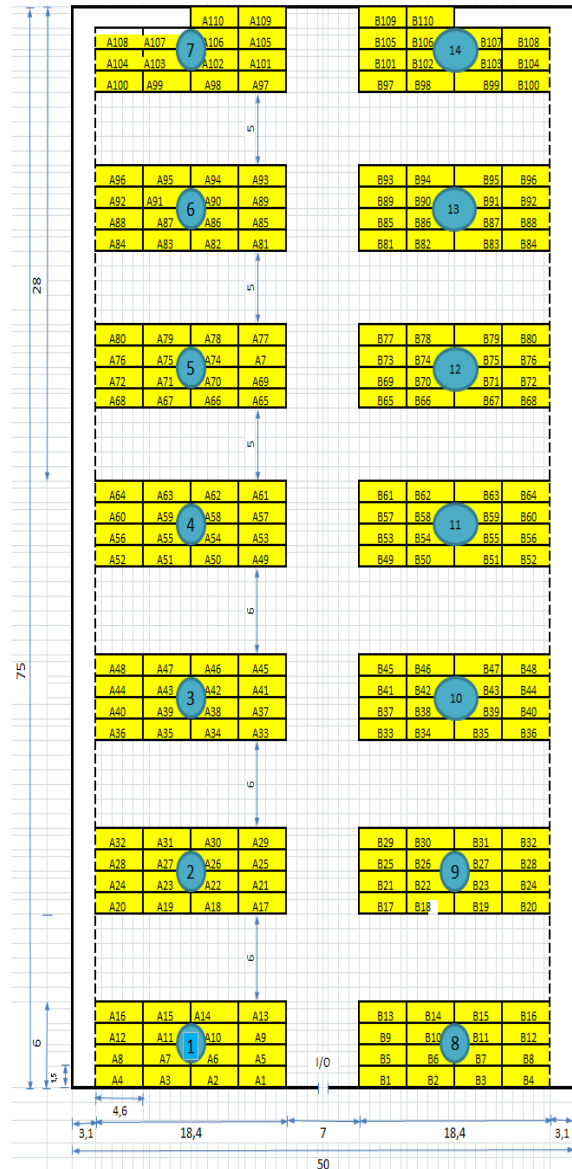 A110 A109 B109 B110
A108 A107 A106 A105 B105 B106 B107 B108
7 14
A104 A103 A102 A101 B101 B102 B103 B104
A100 A99 A98 A97 B97 B98 B99 B100
5
A96 A95 A94 A93 B93 B94 B95 B96
A92 A91 A90 A89 B89 B90 B91 B92
6 13
A88 A87 A86 A85 B85 B86 B87 B88
A84 A83 A82 A81 B81 B82 B83 B84
28
5
A80 A79 A78 A77 B77 B78 B79 B80
A76 A75 A74 A7 B73 B74 B75 B76
5 12
A72 A71 A70 A69 B69 B70 B71 B72
A68 A67 A66 A65 B65 B66 B67 B68
5
A64 A63 A62 A61 B61 B62 B63 B64
A60 A59 A58 A57 B57 B58 B59 B60
4 11
A56 A55 A54 A53 B53 B54 B55 B56
A52 A51 A50 A49 B49 B50 B51 B52
6
75
A48 A47 A46 A45 B45 B46 B47 B48
A44 A43 A42 A41 B41 B42 B43 B44
3 10
A40 A39 A38 A37 B37 B38 B39 B40
A36 A35 A34 A33 B33 B34 B35 B36
6
A32 A31 A30 A29 B29 B30 B31 B32
A28 A27 A26 A25 B25 B26 B27 B28
2 9
A24 A23 A22 A21 B21 B22 B23 B24
A20 A19 A18 A17 B17 B18 B19 B20
6
A16 A15 A14 A13 B13 B14 B15 B16
A12 A11 A10 A9 B9 B10 B11 B12
6 1 8
A8 A7 A6 A5 I/O B5 B6 B7 B8
1,5 A4 A3 A2 A1 B1 B2 B3 B4
4,6
3,1 18,4 7 18,4 3,1
50